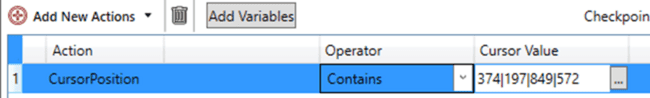 Add New Actions Add Variables Checkpoin
Action Operator Cursor Value
1 CursorPosition Contains 374|197|849|572 ...